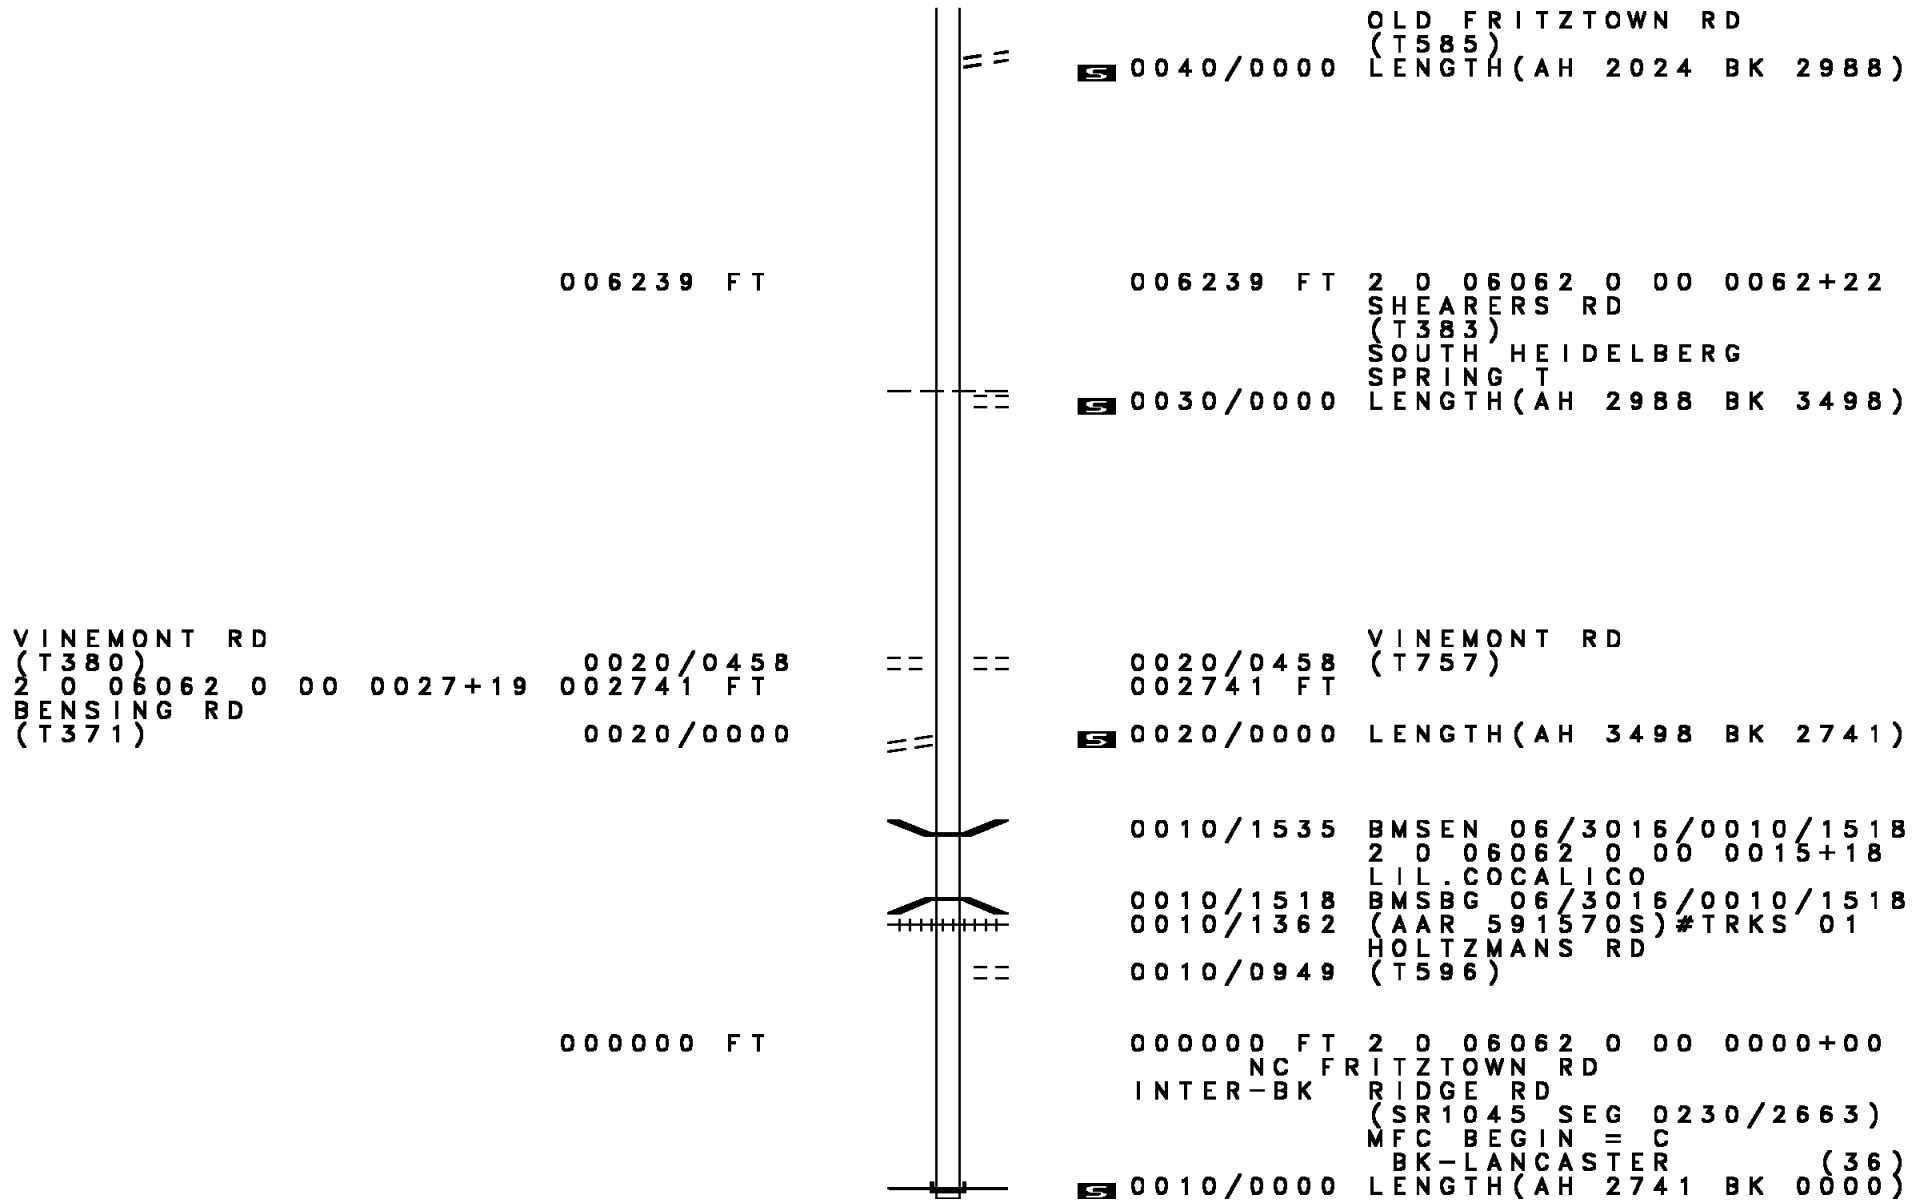 OLD FRITZTOWN RD
(T585)
S 0040/0000 LENGTH(AH 2024 BK 2988)
006239 FT 006239 FT 2 0 06062 0 00 0062+22
SHEARERS RD
(T383)
SOUTH HEIDELBERG
SPRING T
S 0030/0000 LENGTH(AH 2988 BK 3498)
VINEMONT RD VINEMONT RD
(T380) 0020/0458 0020/0458 (T757)
2 0 06062 0 00 0027+19 002741 FT 002741 FT
BENSING RD
(T371) 0020/0000 S 0020/0000 LENGTH(AH 3498 BK 2741)
0010/1535 BMSEN 06/3016/0010/1518
2 0 06062 0 00 0015+18
LIL.COCALICO
0010/1518 BMSBG 06/3016/0010/1518
0010/1362 (AAR 591570S)#TRKS 01
HOLTZMANS RD
0010/0949 (T596)
000000 FT 000000 FT 2 0 06062 0 00 0000+00
NC FRITZTOWN RD
INTER-BK RIDGE RD
(SR1045 SEG 0230/2663)
MFC BEGIN = C
BK-LANCASTER (36)
S 0010/0000 LENGTH(AH 2741 BK 0000)